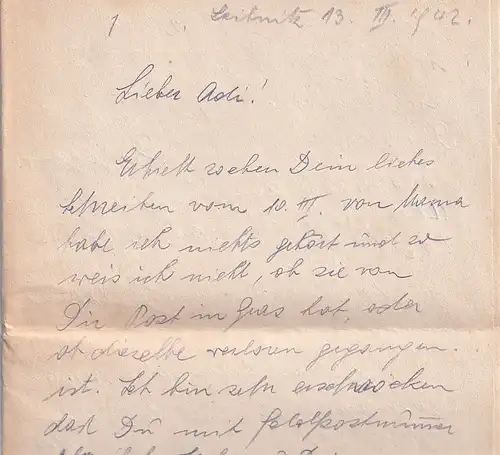 1 Leibnitz 13. III. 1942.
Lieber Adi!
Erhielt soeben Dein liebes
Schreiben vom 10. III. von Mama
habe ich nichts gehört und so
weis ich nicht, ob sie von
Dir Post in Graz hat, oder
ob dieselbe verloren gegangen
ist. Ich bin sehr erschrocken
daß Du mit Feldpostnummer